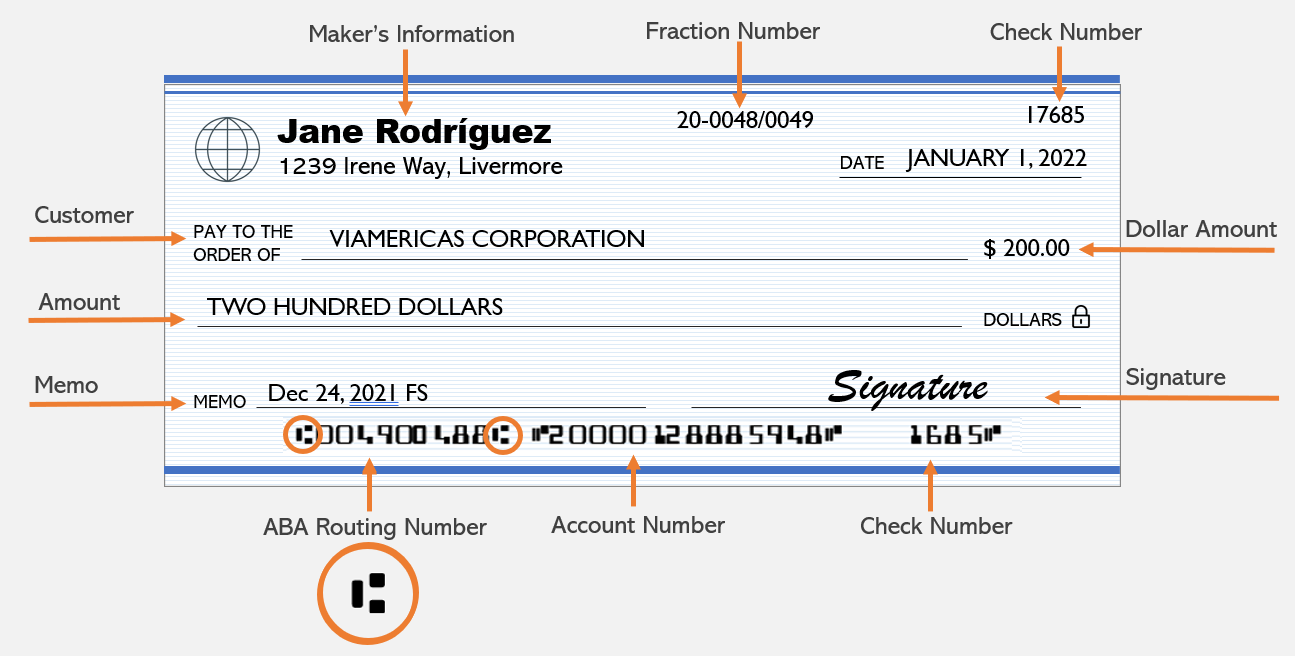 Maker's Information
Fraction Number
Check Number
20-0048/0049
17685
Jane Rodríguez
1239 Irene Way, Livermore
DATE JANUARY 1, 2022
Customer
PAY TO THE
ORDER OF
VIAMERICAS CORPORATION
$ 200.00
Dollar Amount
Amount
TWO HUNDRED DOLLARS
DOLLARS
Memo
MEMO Dec 24, 2021 FS
Signature
Signature
⑆004900488⑆ ⑈20000128885948⑈ 1685⑈
ABA Routing Number
Account Number
Check Number
⑆